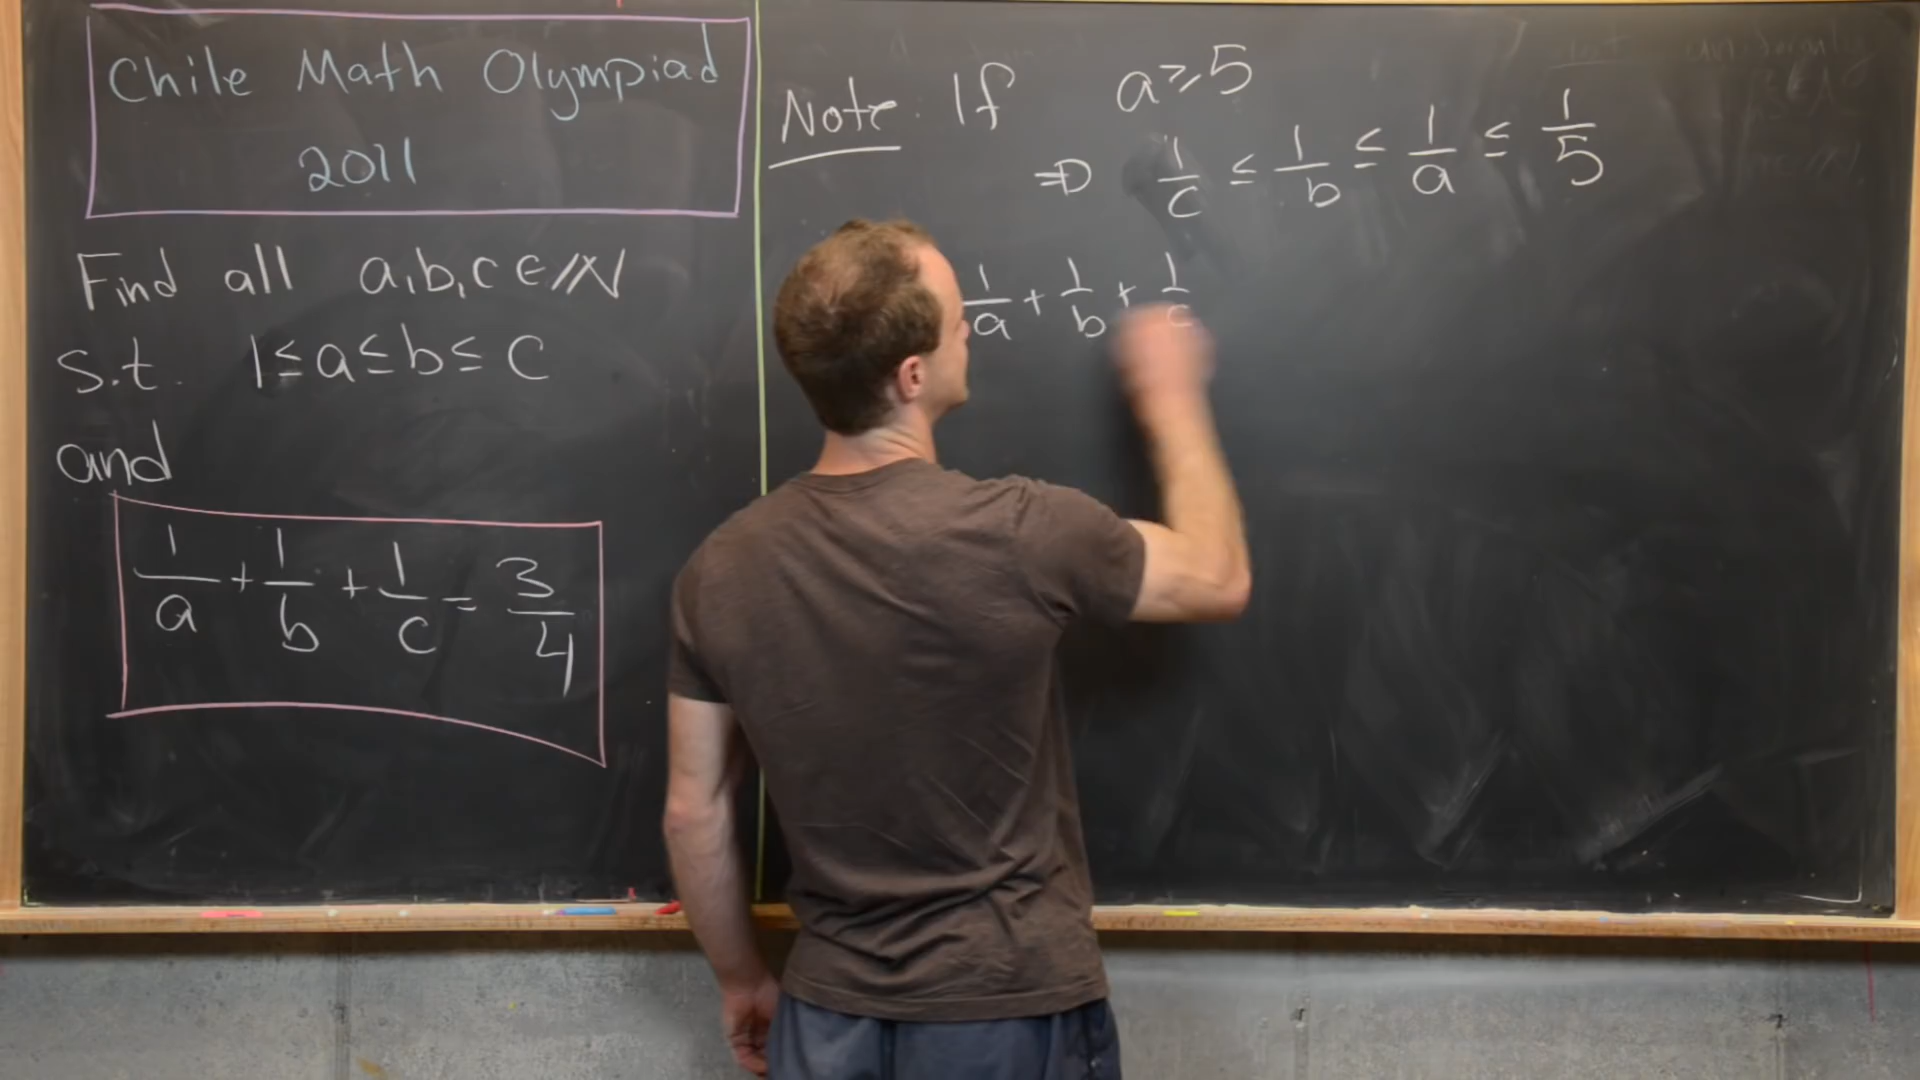 Chile Math Olympiad
2011
Find all a,b,c ∈ ℕ
s.t. 1 ≤ a ≤ b ≤ c
and
1/a + 1/b + 1/c = 3/4
Note: If a ≥ 5
⇒ 1/c ≤ 1/b ≤ 1/a ≤ 1/5
1/a + 1/b + 1/c